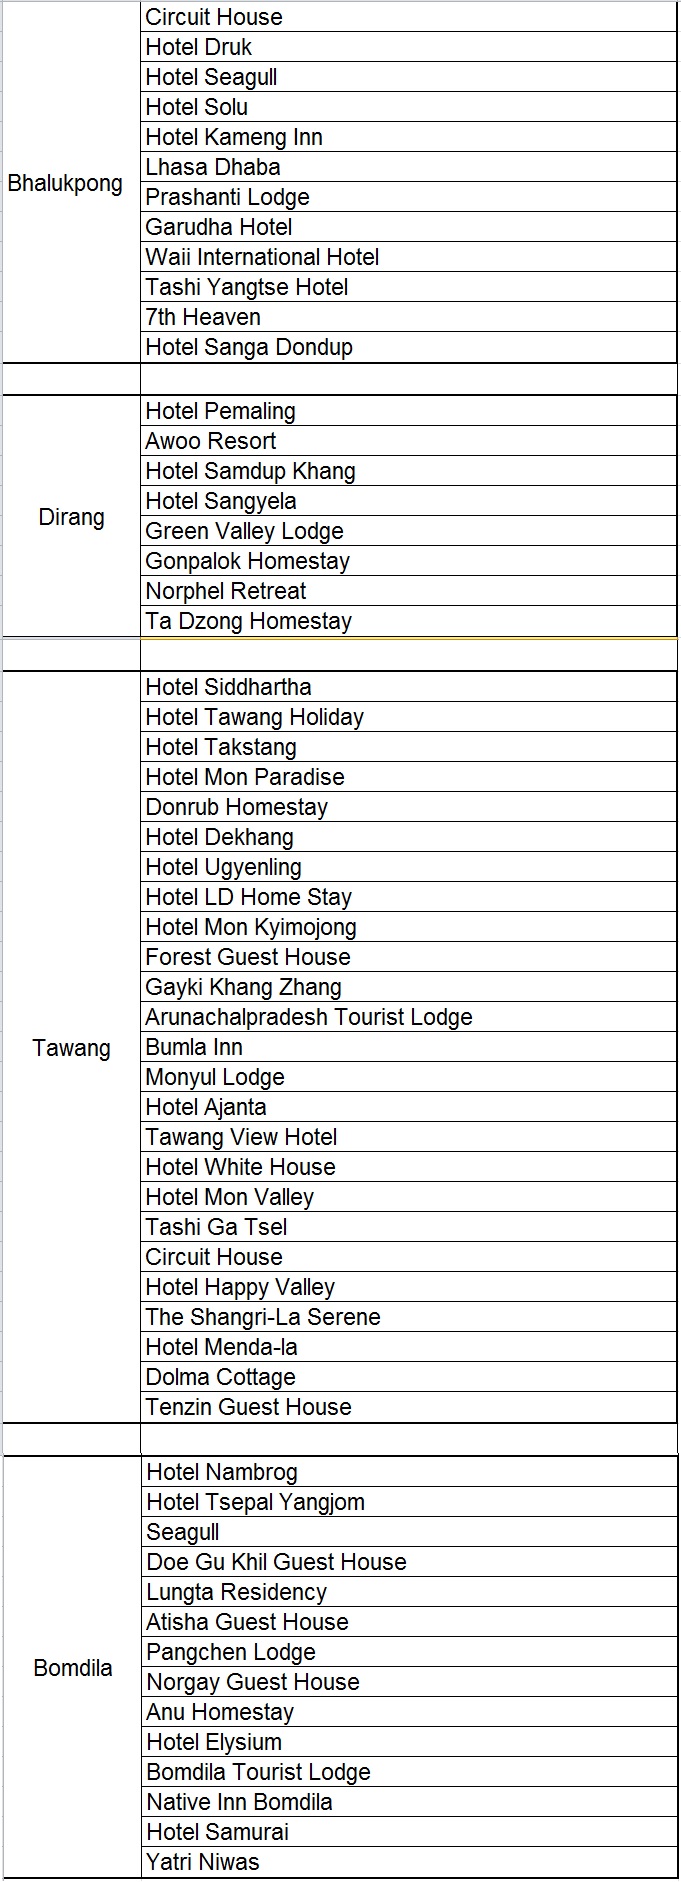 Bhalukpong
Circuit House
Hotel Druk
Hotel Seagull
Hotel Solu
Hotel Kameng Inn
Lhasa Dhaba
Prashanti Lodge
Garudha Hotel
Waii International Hotel
Tashi Yangtse Hotel
7th Heaven
Hotel Sanga Dondup
Dirang
Hotel Pemaling
Awoo Resort
Hotel Samdup Khang
Hotel Sangyela
Green Valley Lodge
Gonpalok Homestay
Norphel Retreat
Ta Dzong Homestay
Tawang
Hotel Siddhartha
Hotel Tawang Holiday
Hotel Takstang
Hotel Mon Paradise
Donrub Homestay
Hotel Dekhang
Hotel Ugyenling
Hotel LD Home Stay
Hotel Mon Kyimojong
Forest Guest House
Gayki Khang Zhang
Arunachalpradesh Tourist Lodge
Bumla Inn
Monyul Lodge
Hotel Ajanta
Tawang View Hotel
Hotel White House
Hotel Mon Valley
Tashi Ga Tsel
Circuit House
Hotel Happy Valley
The Shangri-La Serene
Hotel Menda-la
Dolma Cottage
Tenzin Guest House
Bomdila
Hotel Nambrog
Hotel Tsepal Yangjom
Seagull
Doe Gu Khil Guest House
Lungta Residency
Atisha Guest House
Pangchen Lodge
Norgay Guest House
Anu Homestay
Hotel Elysium
Bomdila Tourist Lodge
Native Inn Bomdila
Hotel Samurai
Yatri Niwas